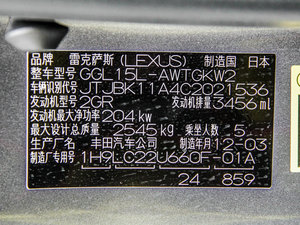 品牌 雷克萨斯(LEXUS) 制造国 日本
整车型号 GGL15L-AWTGKW2
车辆识别代号 JTJBK11A4C2021536
发动机型号 2GR 发动机排量 3456 ml
发动机最大净功率 204 kw
最大设计总质量 2545 kg 乘坐人数 5
生产厂名 丰田汽车公司 制造年月 12-03
制造厂专用号 1H9LC22U660F-01A
24 859